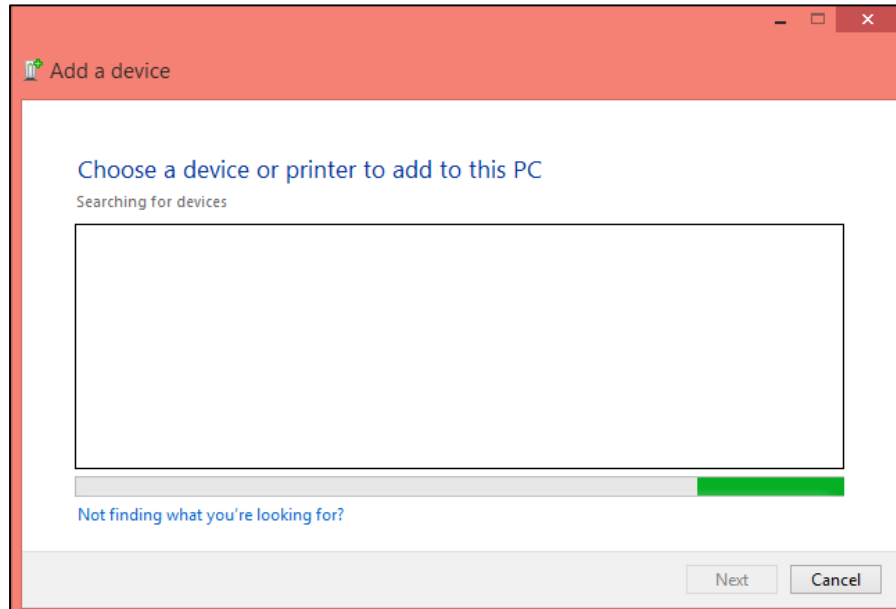 Add a device
Choose a device or printer to add to this PC
Searching for devices
Not finding what you're looking for?
Next
Cancel